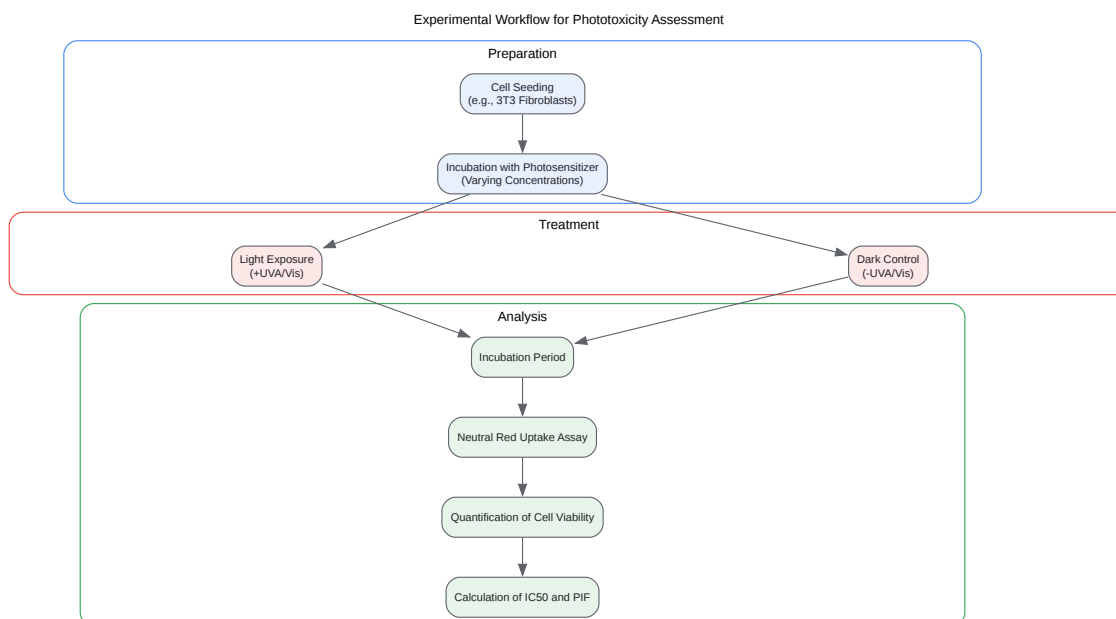 Experimental Workflow for Phototoxicity Assessment
Preparation
Cell Seeding
(e.g., 3T3 Fibroblasts)
Incubation with Photosensitizer
(Varying Concentrations)
Treatment
Light Exposure
(+UVA/Vis)
Dark Control
(-UVA/Vis)
Analysis
Incubation Period
Neutral Red Uptake Assay
Quantification of Cell Viability
Calculation of IC50 and PIF